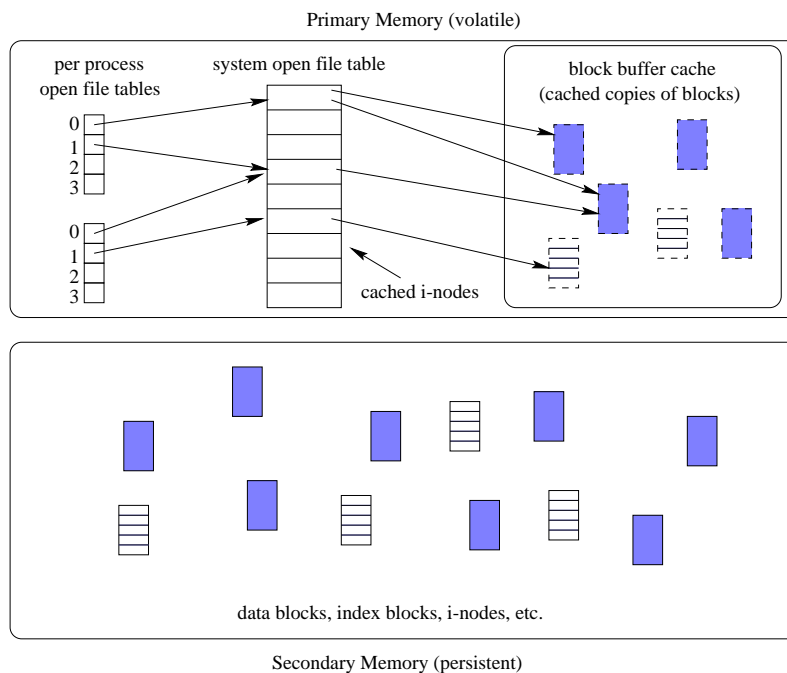 Primary Memory (volatile)
per process
open file tables
0
1
2
3
0
1
2
3
system open file table
cached i-nodes
block buffer cache
(cached copies of blocks)
data blocks, index blocks, i-nodes, etc.
Secondary Memory (persistent)